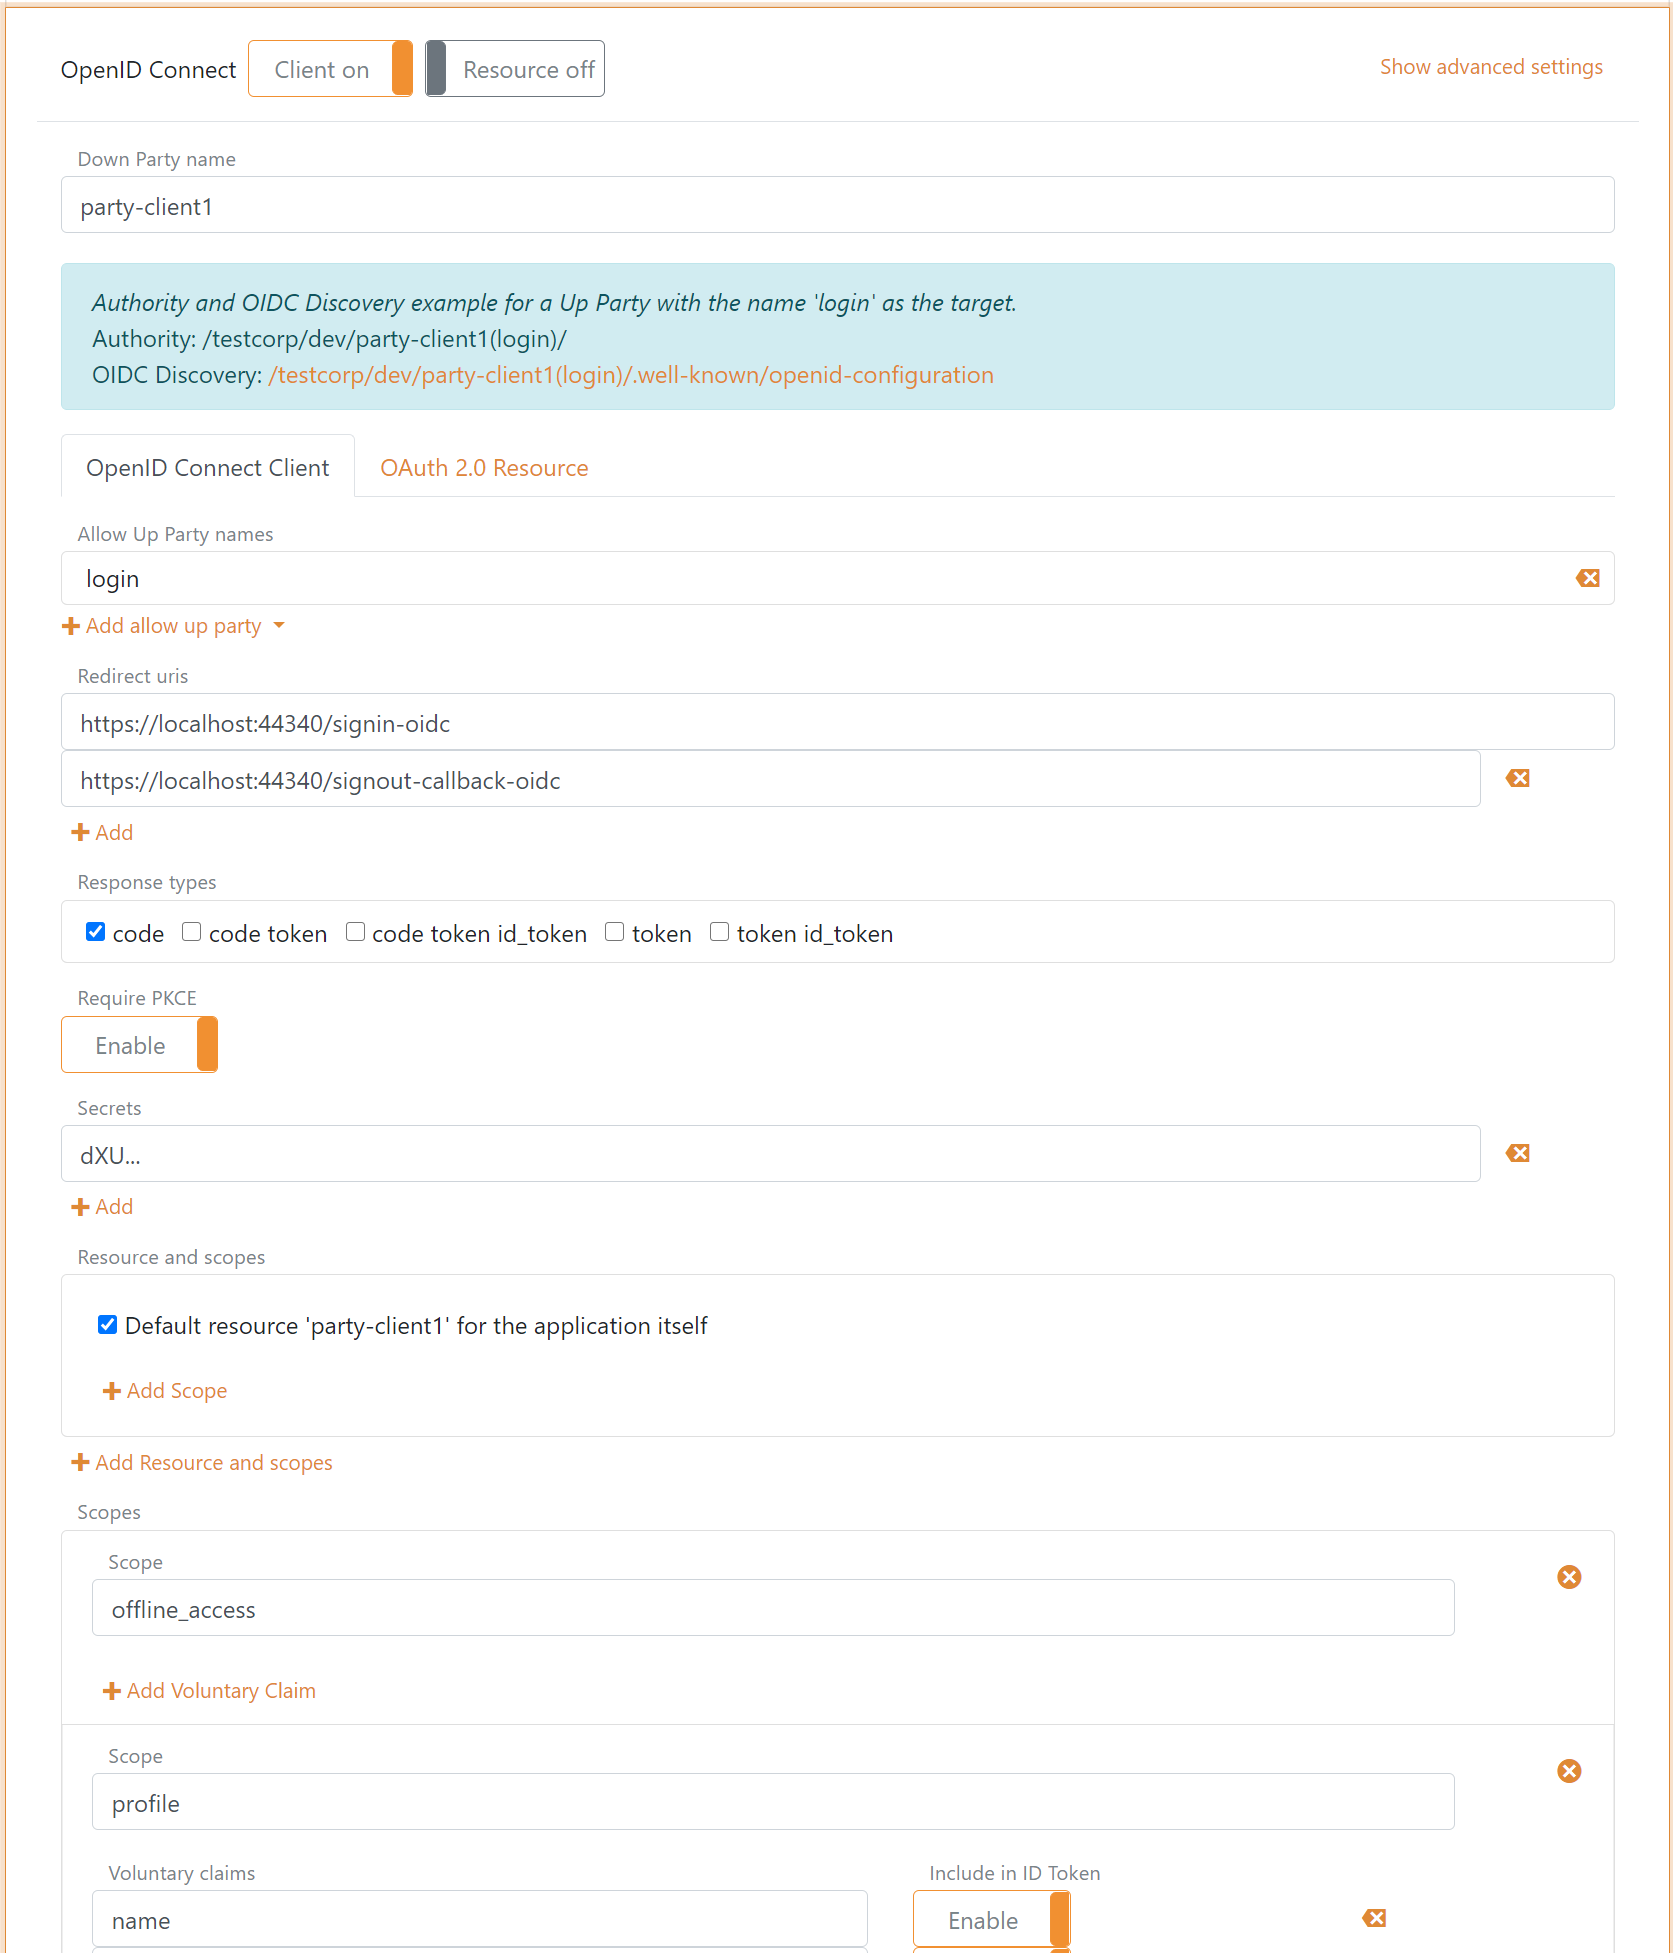 OpenID Connect Client on Resource off Show advanced settings
Down Party name
party-client1
Authority and OIDC Discovery example for a Up Party with the name 'login' as the target.
Authority: /testcorp/dev/party-client1(login)/
OIDC Discovery: /testcorp/dev/party-client1(login)/.well-known/openid-configuration
OpenID Connect Client OAuth 2.0 Resource
Allow Up Party names
login
Add allow up party
Redirect uris
https://localhost:44340/signin-oidc
https://localhost:44340/signout-callback-oidc
Add
Response types
code code token code token id_token token token id_token
Require PKCE
Enable
Secrets
dXU...
Add
Resource and scopes
Default resource 'party-client1' for the application itself
Add Scope
Add Resource and scopes
Scopes
Scope
offline_access
Add Voluntary Claim
Scope
profile
Voluntary claims Include in ID Token
name Enable